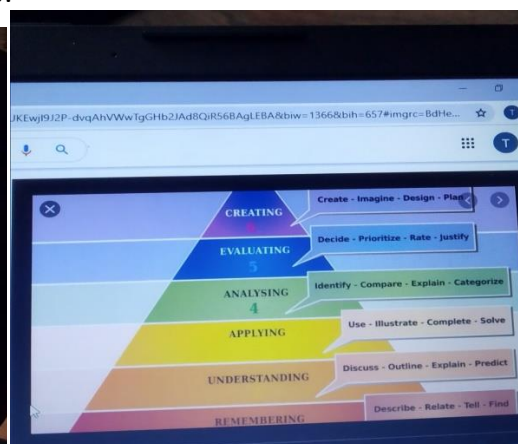 JKEwjI9J2P-dvqAhVWwTgGHb2JAd8QiR56BAgLEBA&biw=1366&bih=657#imgrc=BdHe...
T
T
CREATING
6
Create - Imagine - Design - Plan
EVALUATING
5
Decide - Prioritize - Rate - Justify
ANALYSING
4
Identify - Compare - Explain - Categorize
APPLYING
Use - Illustrate - Complete - Solve
UNDERSTANDING
Discuss - Outline - Explain - Predict
REMEMBERING
Describe - Relate - Tell - Find